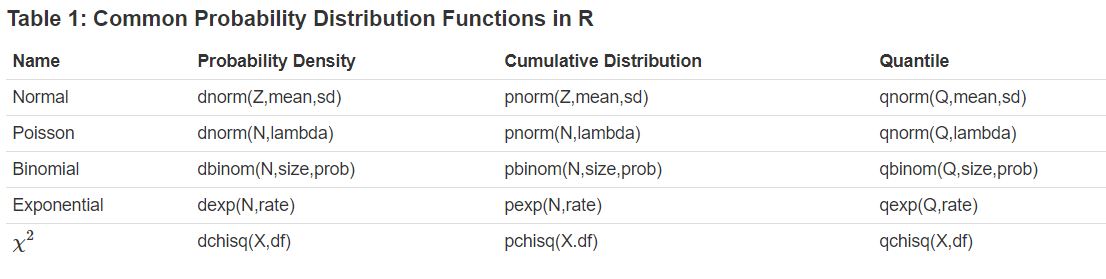 Table 1: Common Probability Distribution Functions in R
Name Probability Density Cumulative Distribution Quantile
Normal dnorm(Z,mean,sd) pnorm(Z,mean,sd) qnorm(Q,mean,sd)
Poisson dnorm(N,lambda) pnorm(N,lambda) qnorm(Q,lambda)
Binomial dbinom(N,size,prob) pbinom(N,size,prob) qbinom(Q,size,prob)
Exponential dexp(N,rate) pexp(N,rate) qexp(Q,rate)
χ² dchisq(X,df) pchisq(X.df) qchisq(X,df)